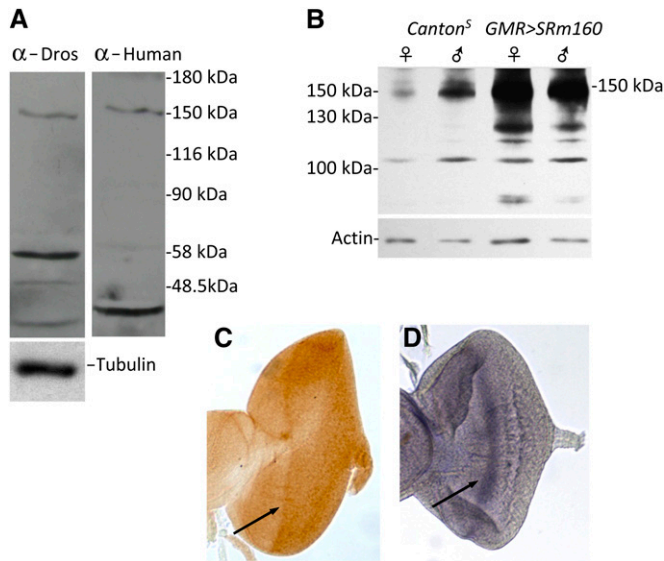 A
α-Dros α-Human
-180 kDa
-150 kDa
-116 kDa
-90 kDa
-58 kDa
-48.5kDa
-Tubulin
B
Canton^S GMR>SRm160
♀ ♂ ♀ ♂
150 kDa-
-150 kDa
130 kDa-
100 kDa-
Actin-
C
D